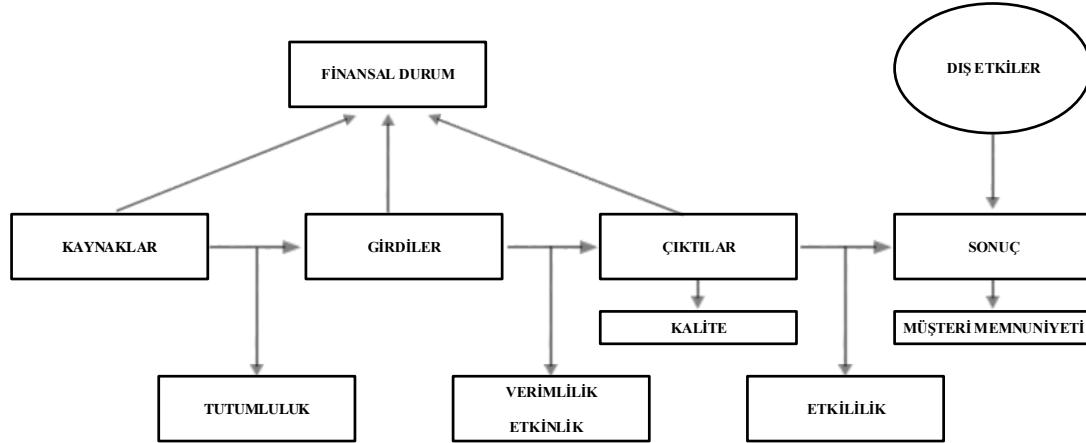 FİNANSAL DURUM
DIŞ ETKİLER
KAYNAKLAR
GİRDİLER
ÇIKTILAR
SONUÇ
KALİTE
MÜŞTERİ MEMNUNİYETİ
TUTUMLULUK
VERİMLİLİK
ETKİNLİK
ETKİLİLİK